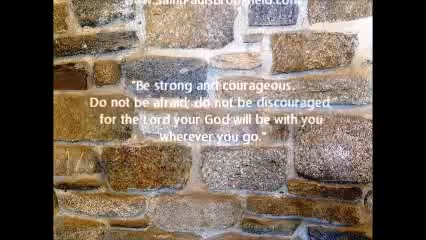 "Be strong and courageous.
Do not be afraid; do not be discouraged,
for the Lord your God will be with you
wherever you go."